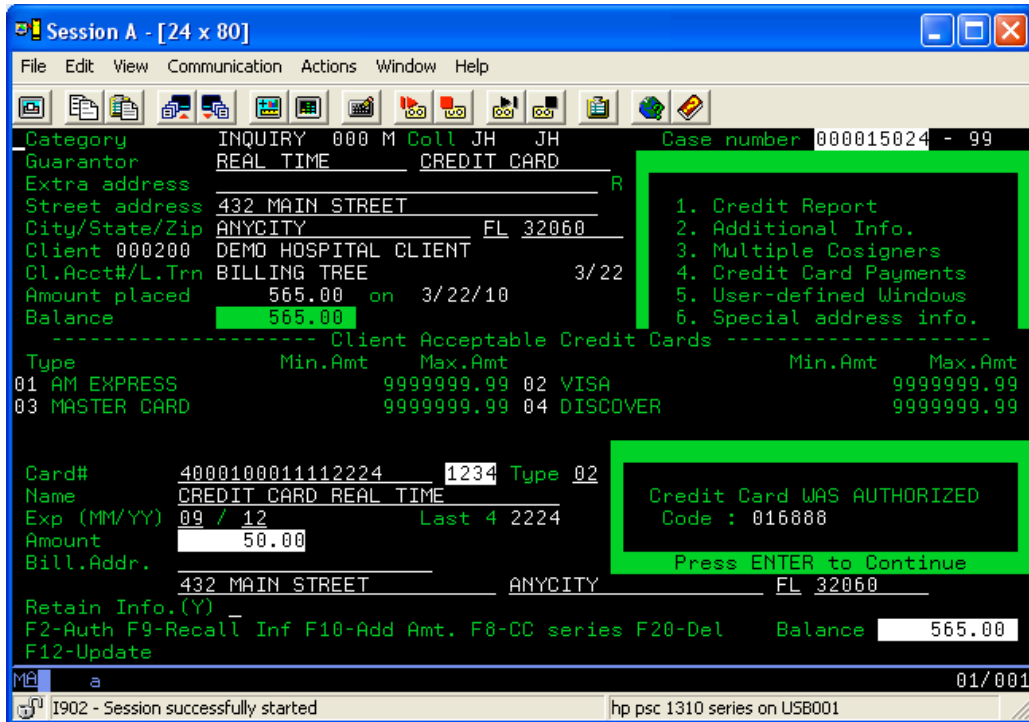 Session A - [24 x 80]
File Edit View Communication Actions Window Help
Category INQUIRY 000 M Coll JH JH Case number 000015024 - 99
Guarantor REAL TIME CREDIT CARD
Extra address R
Street address 432 MAIN STREET 1. Credit Report
City/State/Zip ANYCITY FL 32060 2. Additional Info.
Client 000200 DEMO HOSPITAL CLIENT 3. Multiple Cosigners
Cl.Acct#/L.Trn BILLING TREE 3/22 4. Credit Card Payments
Amount placed 565.00 on 3/22/10 5. User-defined Windows
Balance 565.00 6. Special address info.
-------------------- Client Acceptable Credit Cards --------------------
Type Min.Amt Max.Amt Min.Amt Max.Amt
01 AM EXPRESS 9999999.99 02 VISA 9999999.99
03 MASTER CARD 9999999.99 04 DISCOVER 9999999.99
Card# 4000100011112224 1234 Type 02
Name CREDIT CARD REAL TIME Credit Card WAS AUTHORIZED
Exp (MM/YY) 09 / 12 Last 4 2224 Code : 016888
Amount 50.00
Bill.Addr. Press ENTER to Continue
432 MAIN STREET ANYCITY FL 32060
Retain Info.(Y)
F2-Auth F9-Recall Inf F10-Add Amt. F8-CC series F20-Del Balance 565.00
F12-Update
MA a 01/001
I902 - Session successfully started hp psc 1310 series on USB001